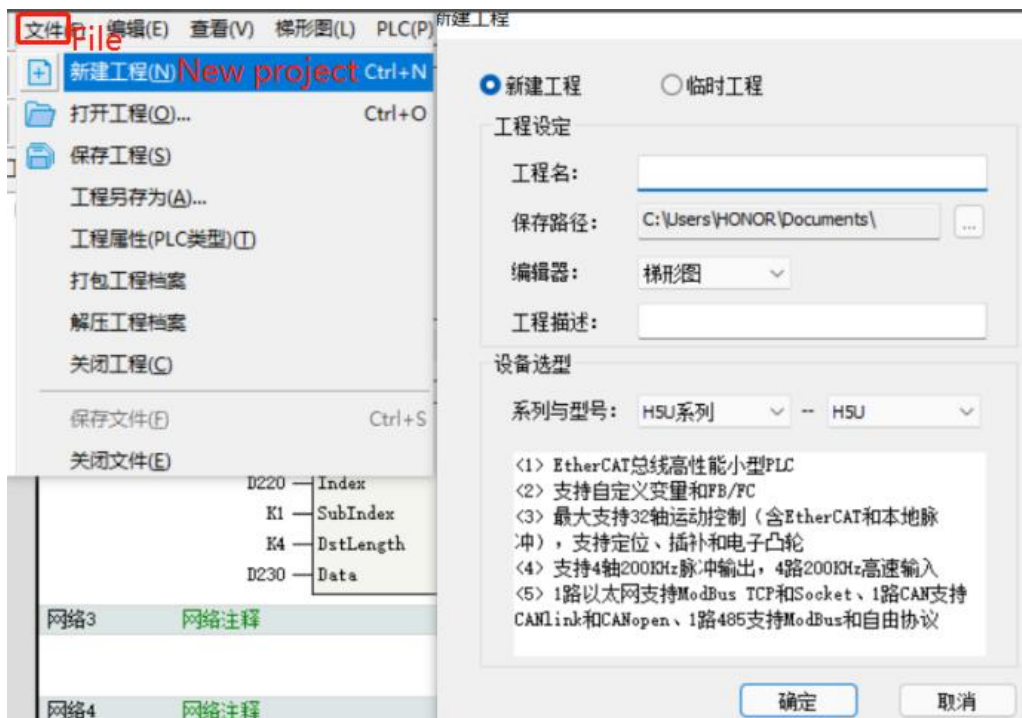 文件(F) 编辑(E) 查看(V) 梯形图(L) PLC(P)
File
新建工程(N) New project Ctrl+N
打开工程(O)... Ctrl+O
保存工程(S)
工程另存为(A)...
工程属性(PLC类型)(T)
打包工程档案
解压工程档案
关闭工程(C)
保存文件(F) Ctrl+S
关闭文件(E)
D220 Index
K1 SubIndex
K4 DstLength
D230 Data
网络3 网络注释
网络4 网络注释
新建工程
新建工程 临时工程
工程设定
工程名:
保存路径: C:\Users\HONOR\Documents\ ...
编辑器: 梯形图
工程描述:
设备选型
系列与型号: H5U系列 -- H5U
<1> EtherCAT总线高性能小型PLC
<2> 支持自定义变量和FB/FC
<3> 最大支持32轴运动控制（含EtherCAT和本地脉
冲），支持定位、插补和电子凸轮
<4> 支持4轴200KHz脉冲输出，4路200KHz高速输入
<5> 1路以太网支持ModBus TCP和Socket、1路CAN支持
CANlink和CANopen、1路485支持ModBus和自由协议
确定 取消